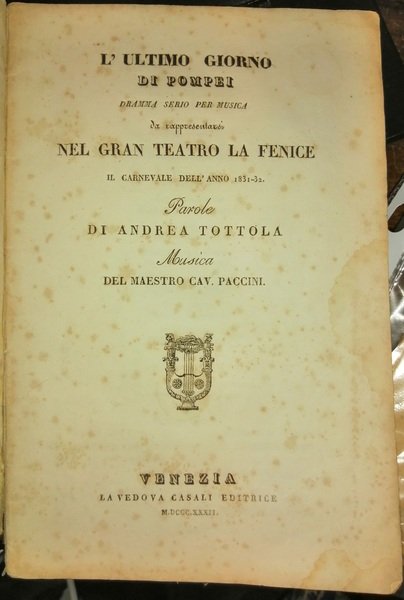 L' ULTIMO GIORNO
DI POMPEI
DRAMMA SERIO PER MUSICA
da rappresentarsi
NEL GRAN TEATRO LA FENICE
IL CARNEVALE DELL'ANNO 1831-32.
Parole
DI ANDREA TOTTOLA
Musica
DEL MAESTRO CAV. PACCINI.
VENEZIA
LA VEDOVA CASALI EDITRICE
M.DCCC.XXXII.